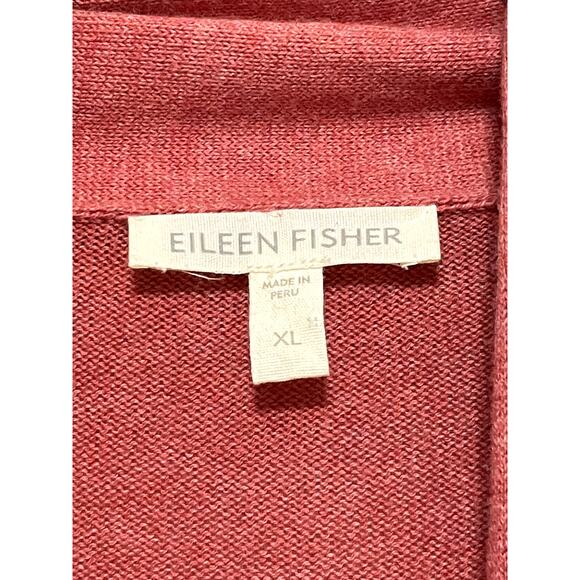 EILEEN FISHER
MADE IN
PERU
XL